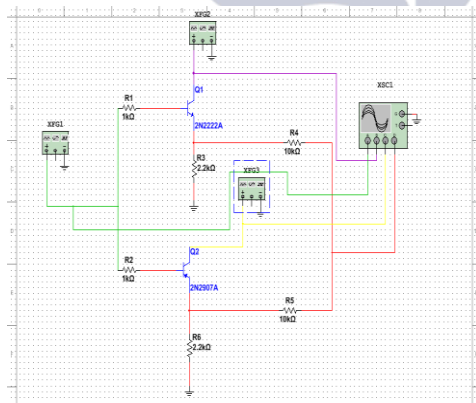 XFG2
XSC1
Q1
R1
1kΩ
2N2222A
XFG1
R4
10kΩ
R3
2.2kΩ
XFG3
Q2
R2
1kΩ
2N2907A
R5
10kΩ
R6
2.2kΩ